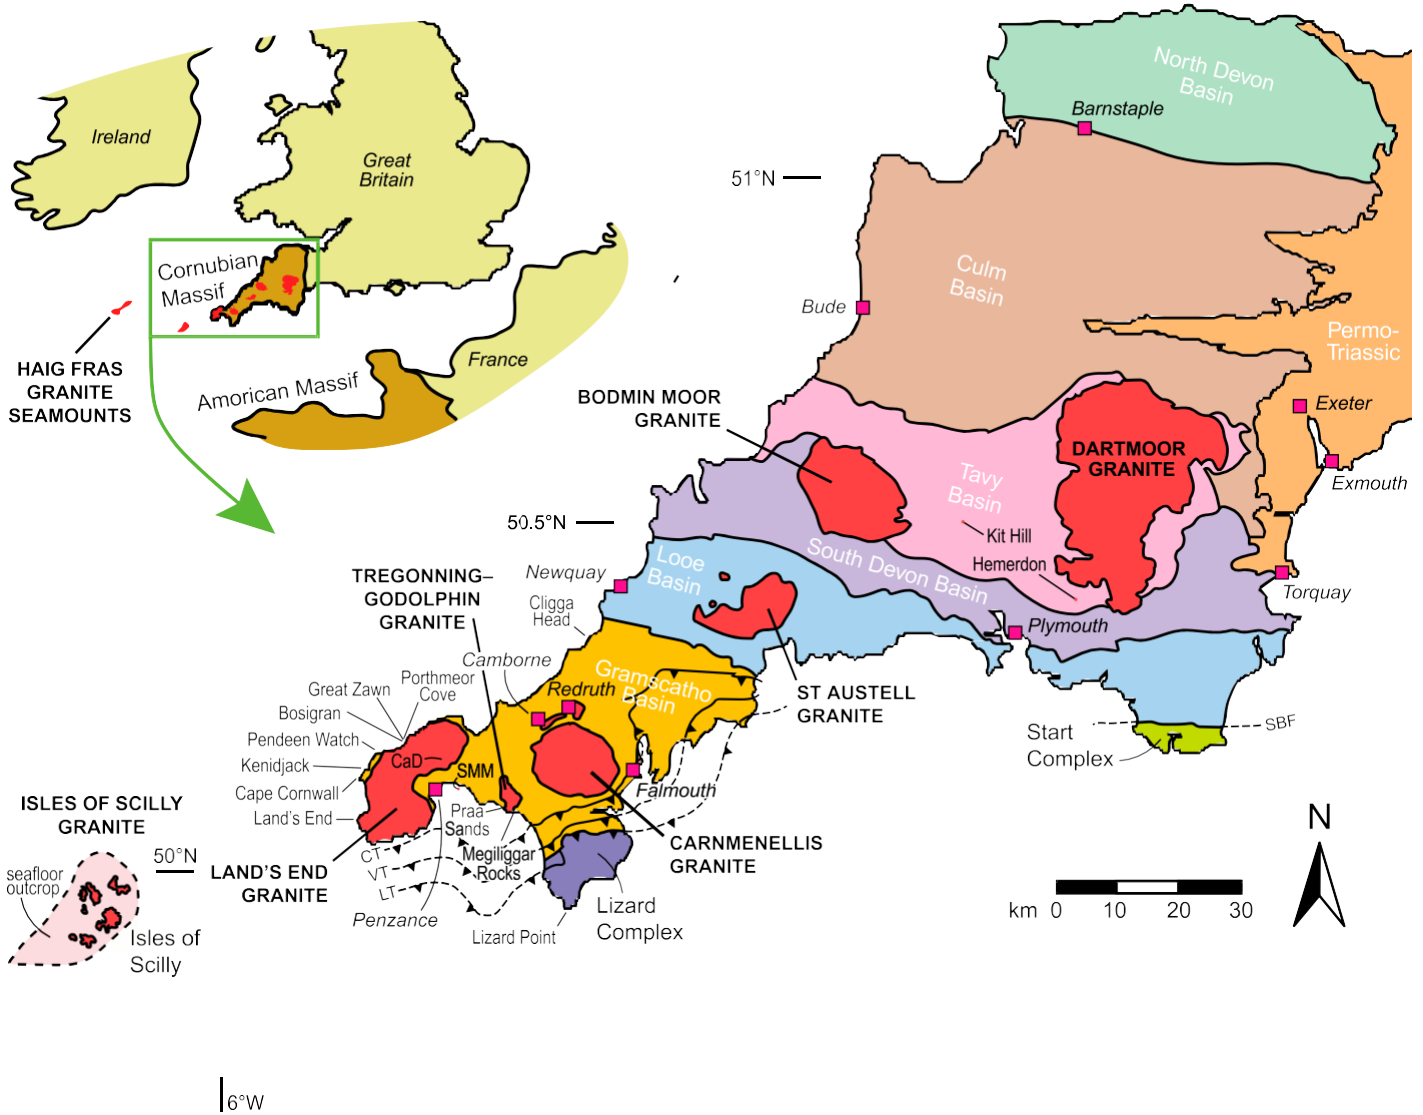 Ireland
Great
Britain
Cornubian
Massif
HAIG FRAS
GRANITE
SEAMOUNTS
France
Amorican Massif
North Devon
Basin
Barnstaple
51°N
Culm
Basin
Bude
Permo-
Triassic
BODMIN MOOR
GRANITE
Exeter
DARTMOOR
GRANITE
Exmouth
Tavy
Basin
50.5°N
Kit Hill
Hemerdon
South Devon Basin
Looe
Basin
Torquay
TREGONNING–
GODOLPHIN
GRANITE
Newquay
Cligga
Head
Plymouth
Camborne
Redruth
Gramscatho
Basin
ST AUSTELL
GRANITE
Start
Complex
SBF
Porthmeor
Cove
Great Zawn
Bosigran
Pendeen Watch
Kenidjack
Cape Cornwall
Land's End
CaD
SMM
Falmouth
Praa
Sands
Megiliggar
Rocks
CARNMENELLIS
GRANITE
ISLES OF SCILLY
GRANITE
50°N
seafloor
outcrop
LAND'S END
GRANITE
CT
VT
LT
Penzance
Lizard Point
Lizard
Complex
Isles of
Scilly
N
km 0 10 20 30
6°W